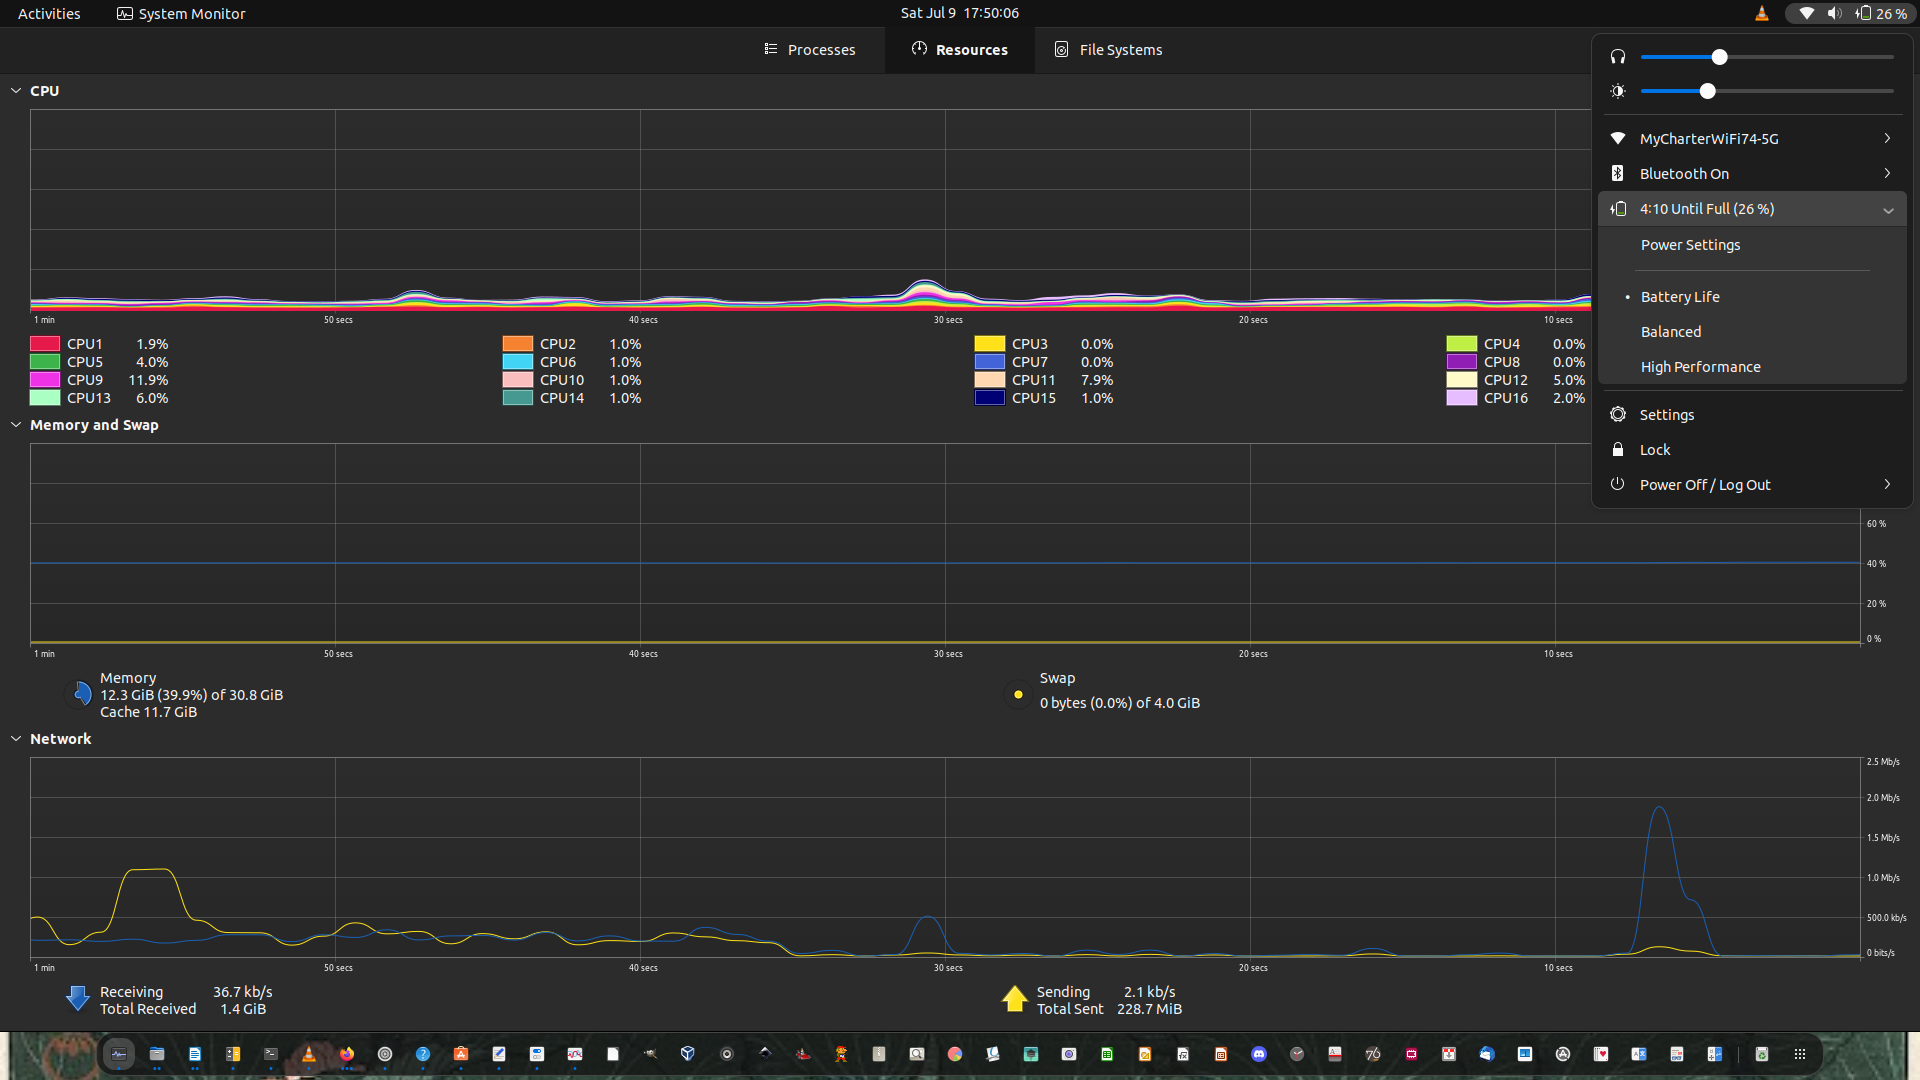 Activities
System Monitor
Sat Jul 9 17:50:06
26 %
Processes
Resources
File Systems
CPU
1 min
50 secs
40 secs
30 secs
20 secs
10 secs
CPU1 1.9%
CPU2 1.0%
CPU3 0.0%
CPU4 0.0%
CPU5 4.0%
CPU6 1.0%
CPU7 0.0%
CPU8 0.0%
CPU9 11.9%
CPU10 1.0%
CPU11 7.9%
CPU12 5.0%
CPU13 6.0%
CPU14 1.0%
CPU15 1.0%
CPU16 2.0%
MyCharterWiFi74-5G
Bluetooth On
4:10 Until Full (26 %)
Power Settings
• Battery Life
Balanced
High Performance
Settings
Lock
Power Off / Log Out
Memory and Swap
60 %
40 %
20 %
0 %
1 min
50 secs
40 secs
30 secs
20 secs
10 secs
Memory
12.3 GiB (39.9%) of 30.8 GiB
Cache 11.7 GiB
Swap
0 bytes (0.0%) of 4.0 GiB
Network
2.5 Mb/s
2.0 Mb/s
1.5 Mb/s
1.0 Mb/s
500.0 kb/s
0 bits/s
1 min
50 secs
40 secs
30 secs
20 secs
10 secs
Receiving 36.7 kb/s
Total Received 1.4 GiB
Sending 2.1 kb/s
Total Sent 228.7 MiB